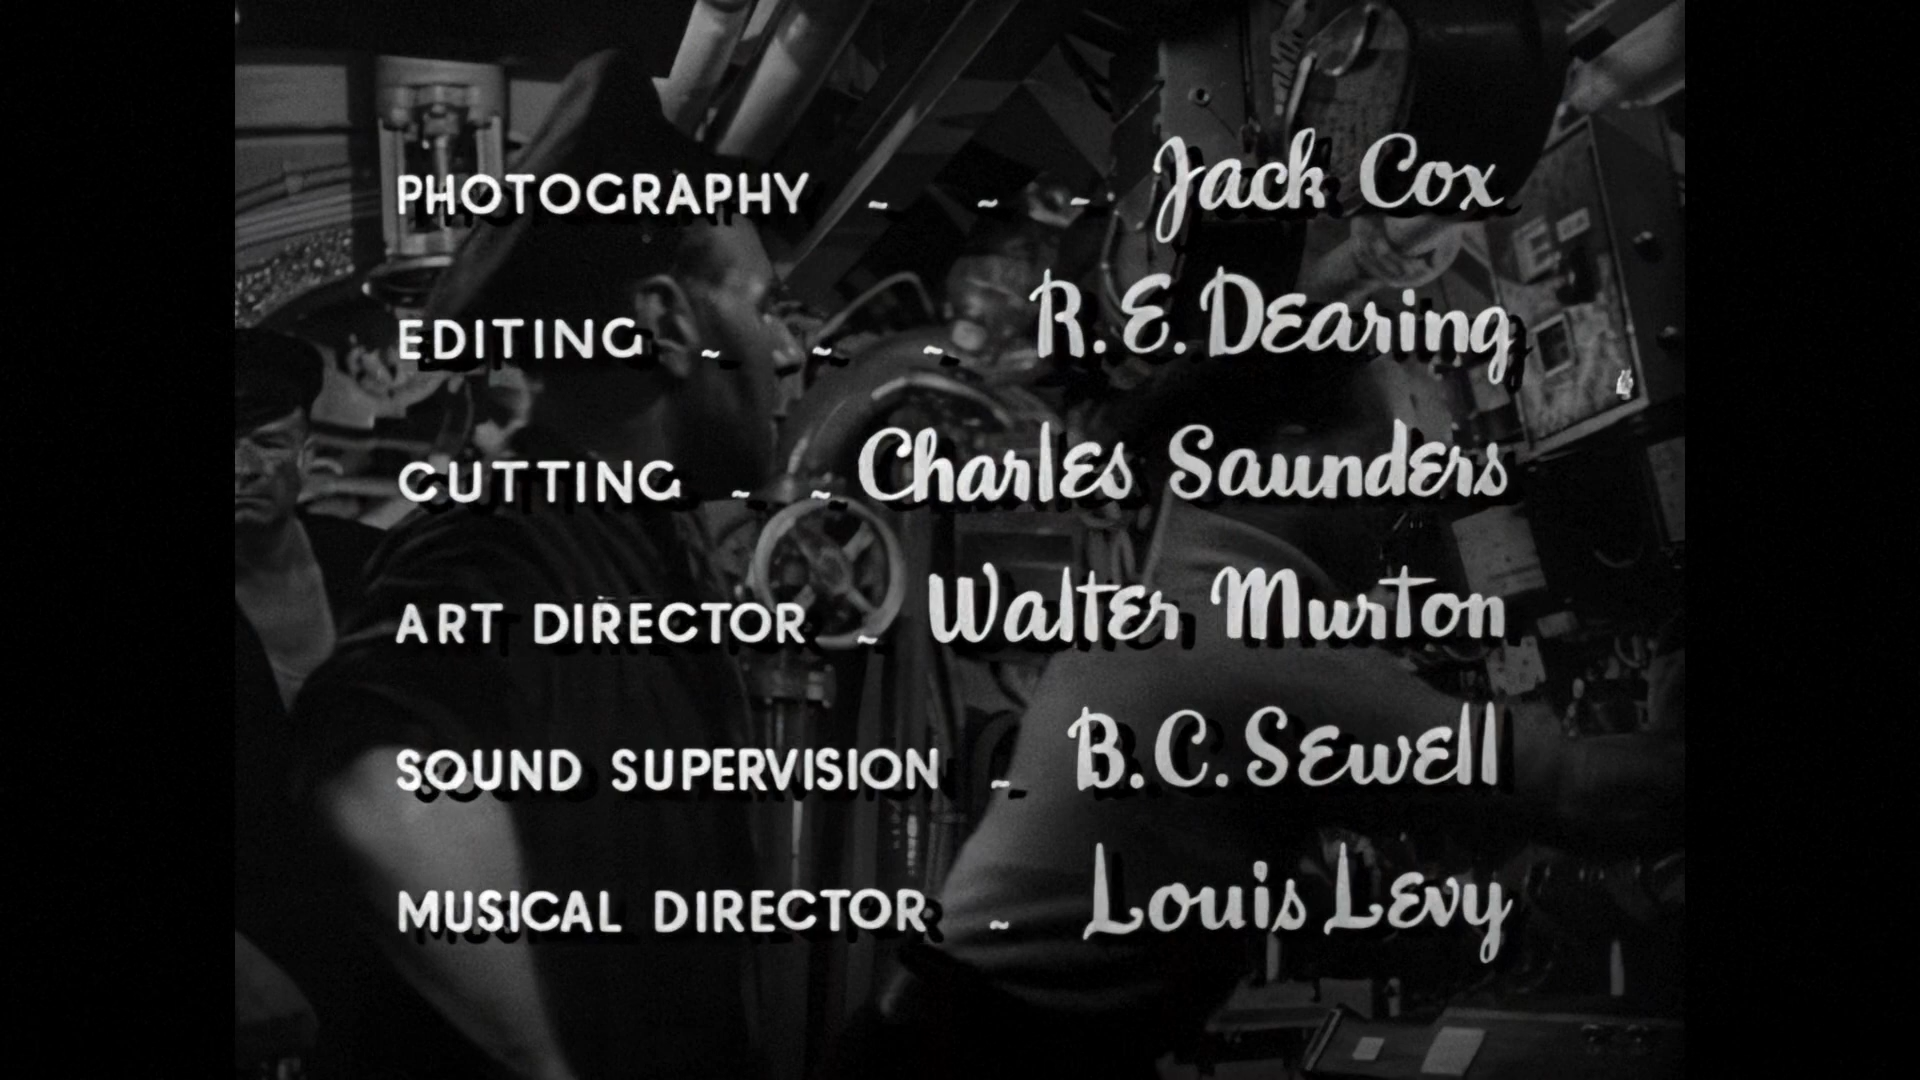 PHOTOGRAPHY ~ ~ ~ Jack Cox
EDITING ~ ~ ~ R.E. Dearing
CUTTING ~ ~ Charles Saunders
ART DIRECTOR ~ Walter Murton
SOUND SUPERVISION ~ B.C. Sewell
MUSICAL DIRECTOR ~ Louis Levy